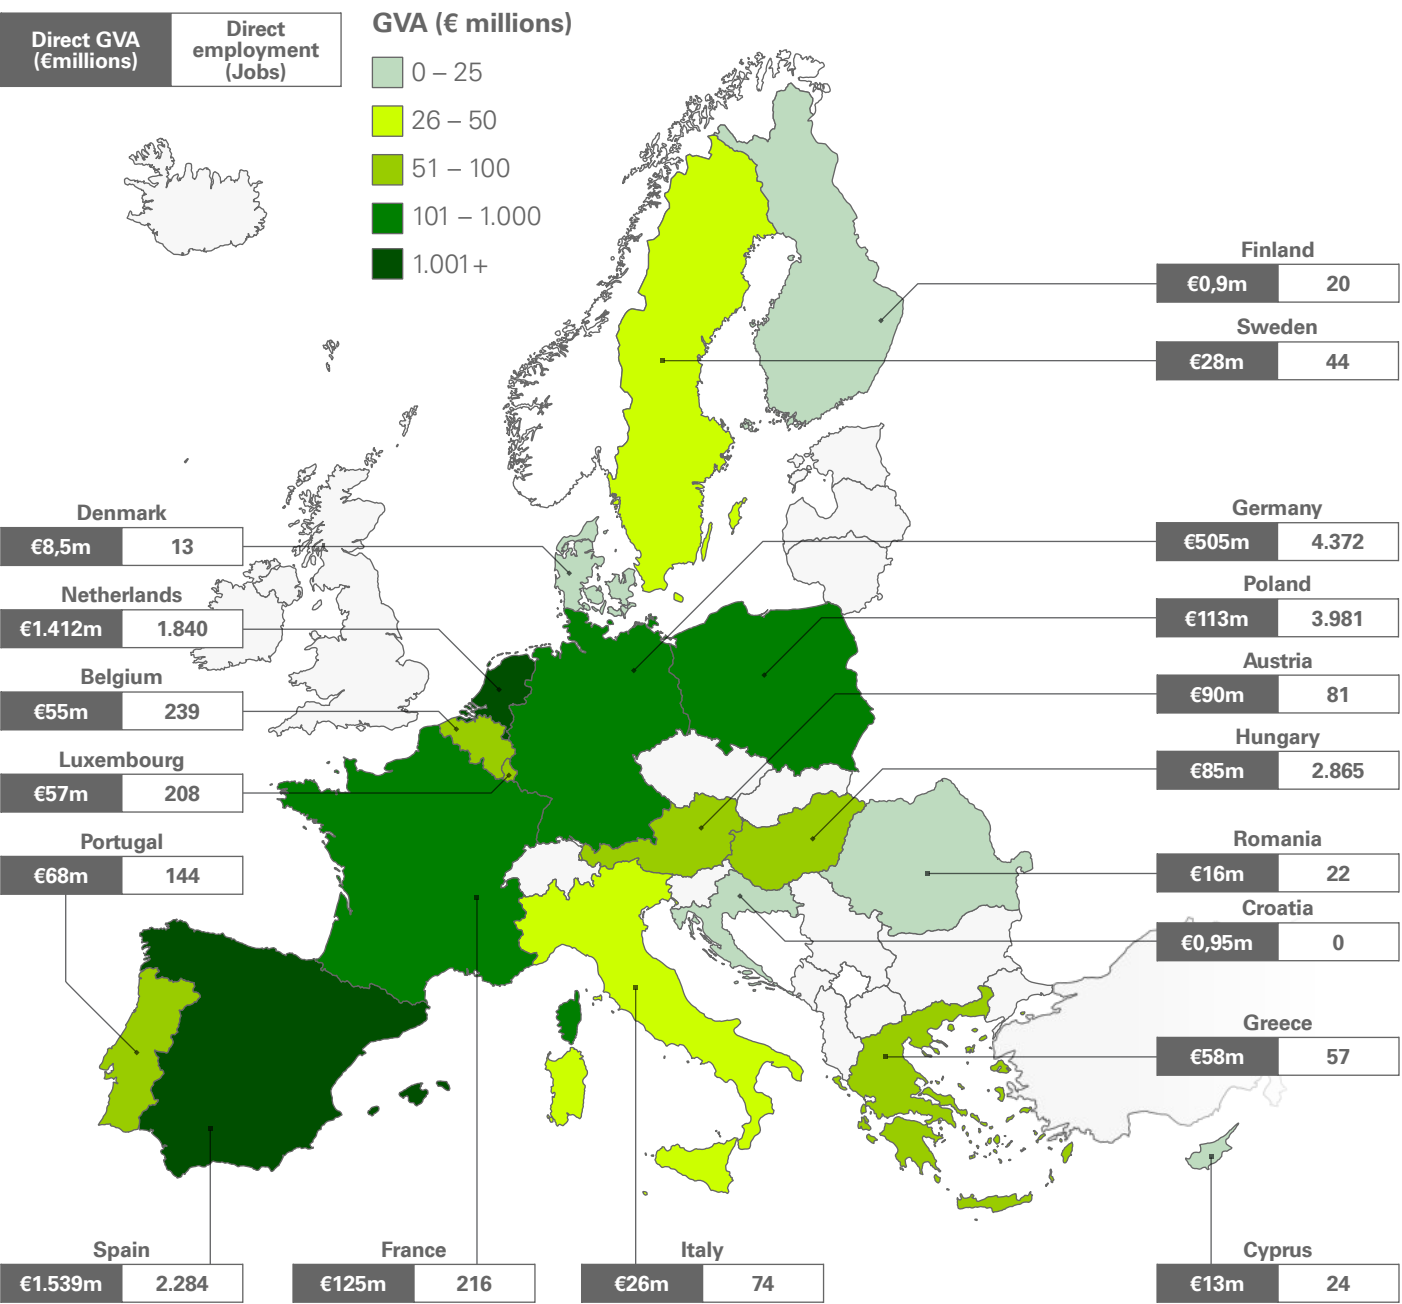 Direct GVA
(€millions)
Direct
employment
(Jobs)
GVA (€ millions)
0 – 25
26 – 50
51 – 100
101 – 1.000
1.001+
Finland
€0,9m 20
Sweden
€28m 44
Germany
€505m 4.372
Poland
€113m 3.981
Austria
€90m 81
Hungary
€85m 2.865
Romania
€16m 22
Croatia
€0,95m 0
Greece
€58m 57
Cyprus
€13m 24
Denmark
€8,5m 13
Netherlands
€1.412m 1.840
Belgium
€55m 239
Luxembourg
€57m 208
Portugal
€68m 144
Spain
€1.539m 2.284
France
€125m 216
Italy
€26m 74